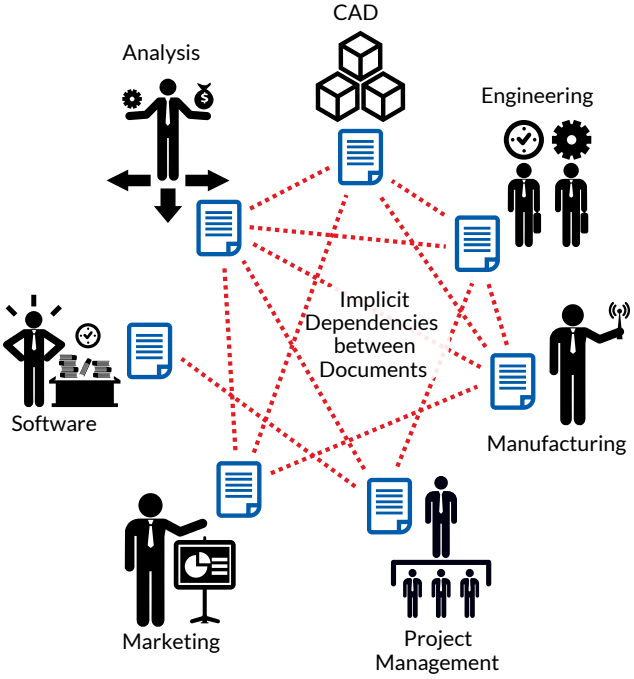 CAD
Analysis
Engineering
$
Implicit
Dependencies
between
Documents
Software
Manufacturing
Marketing
Project
Management